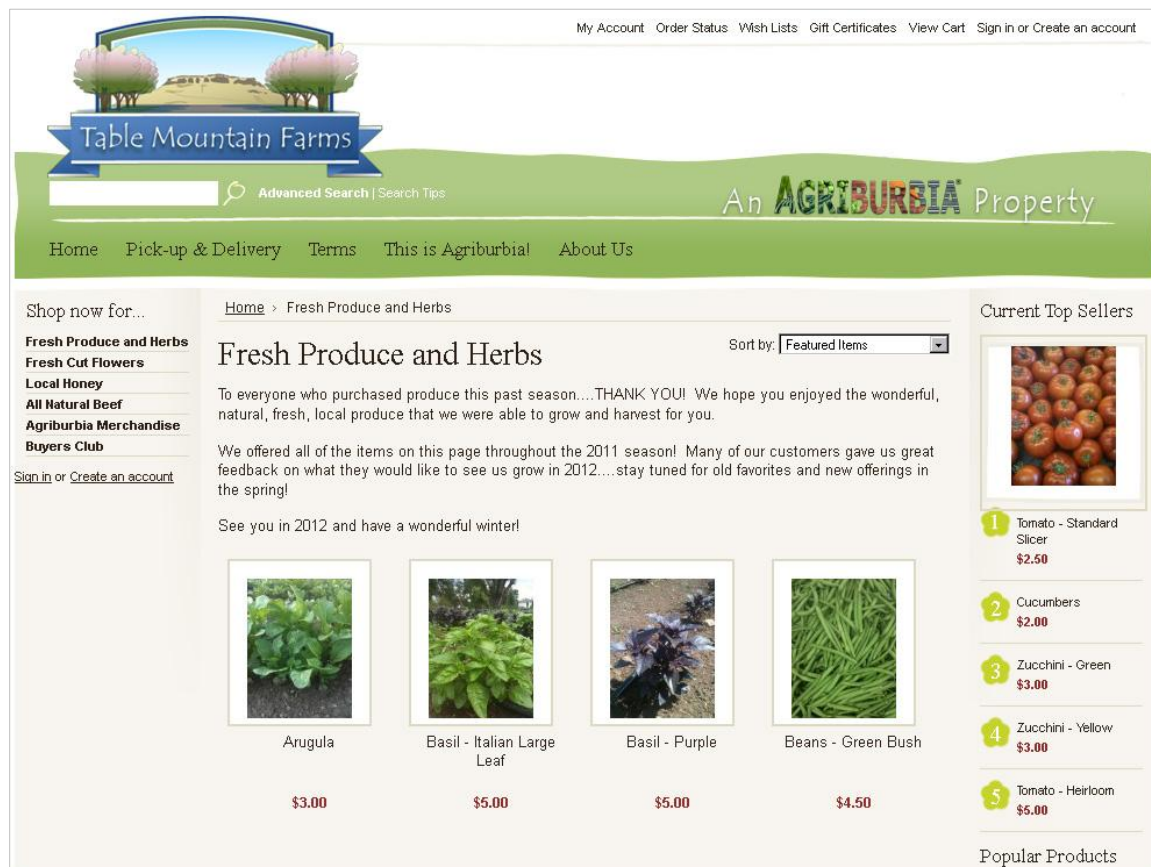 My Account Order Status Wish Lists Gift Certificates View Cart Sign in or Create an account
Table Mountain Farms
Advanced Search | Search Tips
An AGRIBURBIA® Property
Home Pick-up & Delivery Terms This is Agriburbia! About Us
Shop now for...
Fresh Produce and Herbs
Fresh Cut Flowers
Local Honey
All Natural Beef
Agriburbia Merchandise
Buyers Club
Sign in or Create an account
Home › Fresh Produce and Herbs
Fresh Produce and Herbs
Sort by: Featured Items
To everyone who purchased produce this past season....THANK YOU! We hope you enjoyed the wonderful,
natural, fresh, local produce that we were able to grow and harvest for you.
We offered all of the items on this page throughout the 2011 season! Many of our customers gave us great
feedback on what they would like to see us grow in 2012....stay tuned for old favorites and new offerings in
the spring!
See you in 2012 and have a wonderful winter!
Arugula
$3.00
Basil - Italian Large
Leaf
$5.00
Basil - Purple
$5.00
Beans - Green Bush
$4.50
Current Top Sellers
1 Tomato - Standard
Slicer
$2.50
2 Cucumbers
$2.00
3 Zucchini - Green
$3.00
4 Zucchini - Yellow
$3.00
5 Tomato - Heirloom
$5.00
Popular Products